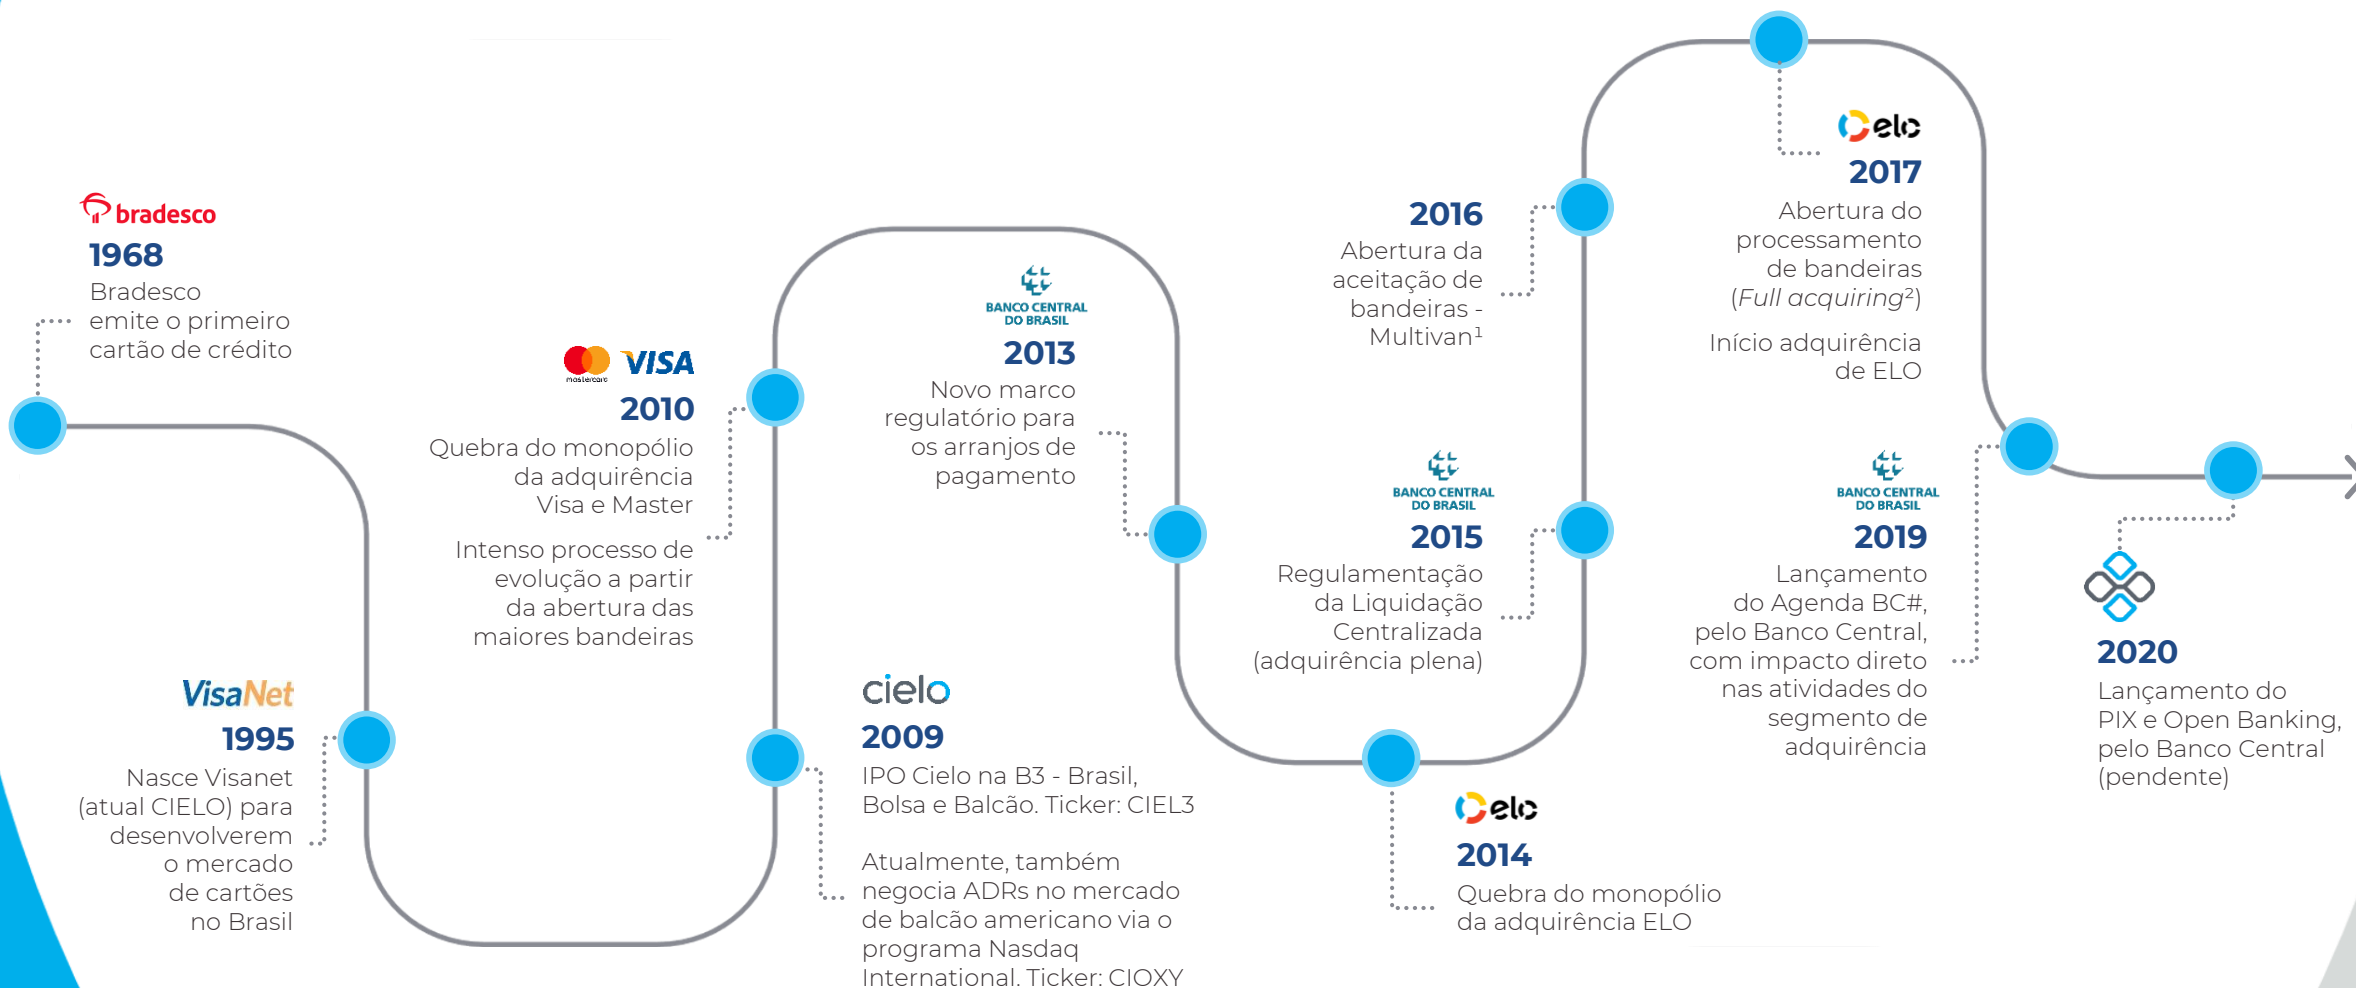 bradesco
1968
Bradesco
emite o primeiro
cartão de crédito
VisaNet
1995
Nasce Visanet
(atual CIELO) para
desenvolverem
o mercado
de cartões
no Brasil
cielo
2009
IPO Cielo na B3 - Brasil,
Bolsa e Balcão. Ticker: CIEL3
Atualmente, também
negocia ADRs no mercado
de balcão americano via o
programa Nasdaq
International. Ticker: CIOXY
mastercard VISA
2010
Quebra do monopólio
da adquirência
Visa e Master
Intenso processo de
evolução a partir
da abertura das
maiores bandeiras
BANCO CENTRAL
DO BRASIL
2013
Novo marco
regulatório para
os arranjos de
pagamento
elo
2014
Quebra do monopólio
da adquirência ELO
BANCO CENTRAL
DO BRASIL
2015
Regulamentação
da Liquidação
Centralizada
(adquirência plena)
2016
Abertura da
aceitação de
bandeiras -
Multivan¹
elo
2017
Abertura do
processamento
de bandeiras
(Full acquiring²)
Início adquirência
de ELO
BANCO CENTRAL
DO BRASIL
2019
Lançamento
do Agenda BC#,
pelo Banco Central,
com impacto direto
nas atividades do
segmento de
adquirência
2020
Lançamento do
PIX e Open Banking,
pelo Banco Central
(pendente)